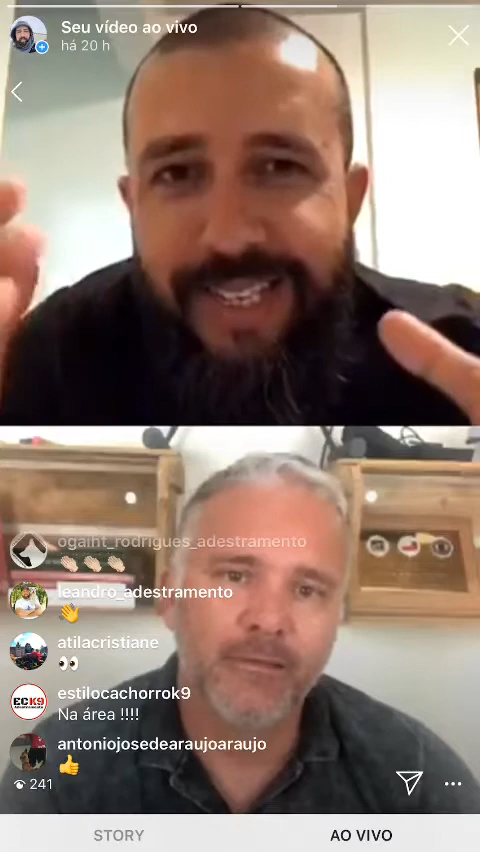 Seu vídeo ao vivo
há 20 h
ogaiht_rodrigues_adestramento
leandro_adestramento
atilacristiane
estilocachorrok9
Na área !!!!
ECK9
antoniojosedearaujoaraujo
241
STORY
AO VIVO